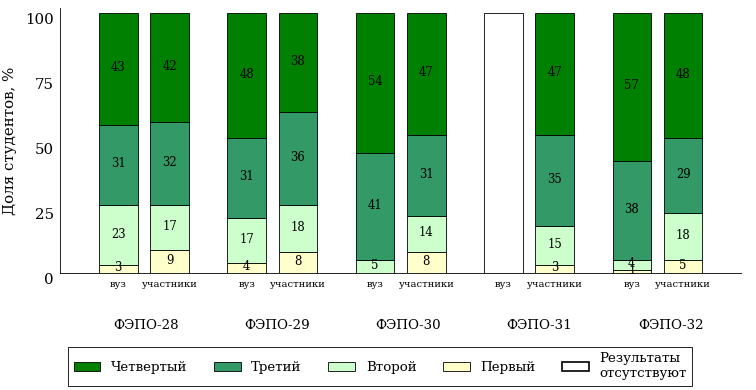 Доля студентов, %
100
75
50
25
0
43 42 48 38 54 47 47 57 48
31 32 31 36 41 31 35 38 29
23 17 17 18 5 14 15 4 18
3 9 4 8 8 3 1 5
вуз участники вуз участники вуз участники вуз участники вуз участники
ФЭПО-28 ФЭПО-29 ФЭПО-30 ФЭПО-31 ФЭПО-32
Четвертый Третий Второй Первый Результаты
отсутствуют